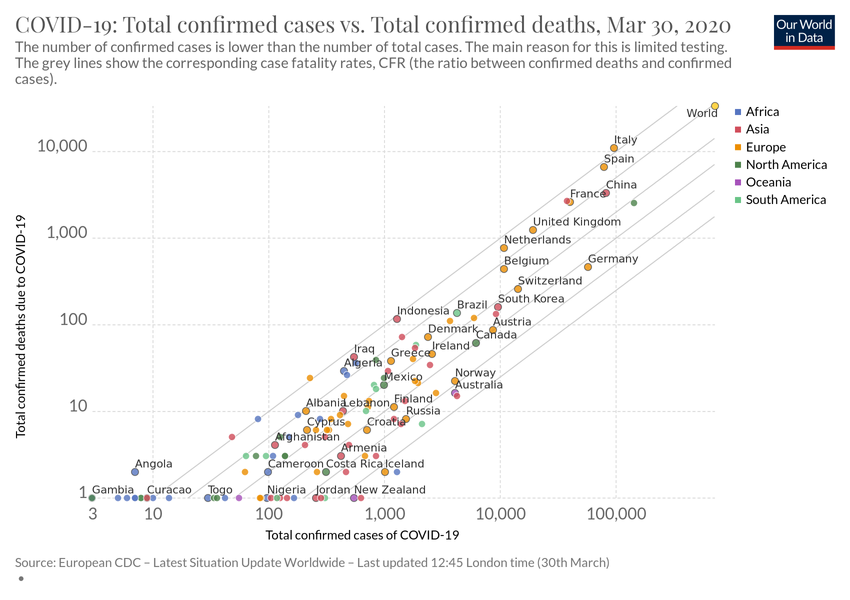 COVID-19: Total confirmed cases vs. Total confirmed deaths, Mar 30, 2020
Our World
in Data
The number of confirmed cases is lower than the number of total cases. The main reason for this is limited testing.
The grey lines show the corresponding case fatality rates, CFR (the ratio between confirmed deaths and confirmed
cases).
World
Africa
Asia
Europe
North America
Oceania
South America
Total confirmed deaths due to COVID-19
10,000
1,000
100
10
1
Italy
Spain
China
France
United Kingdom
Netherlands
Belgium
Germany
Switzerland
South Korea
Brazil
Indonesia
Austria
Denmark
Canada
Ireland
Iraq
Greece
Algeria
Mexico
Norway
Australia
Albania
Lebanon
Finland
Russia
Cyprus
Croatia
Afghanistan
Armenia
Angola
Cameroon
Costa Rica
Iceland
Gambia
Curacao
Togo
Nigeria
Jordan
New Zealand
3
10
100
1,000
10,000
100,000
Total confirmed cases of COVID-19
Source: European CDC – Latest Situation Update Worldwide – Last updated 12:45 London time (30th March)
•